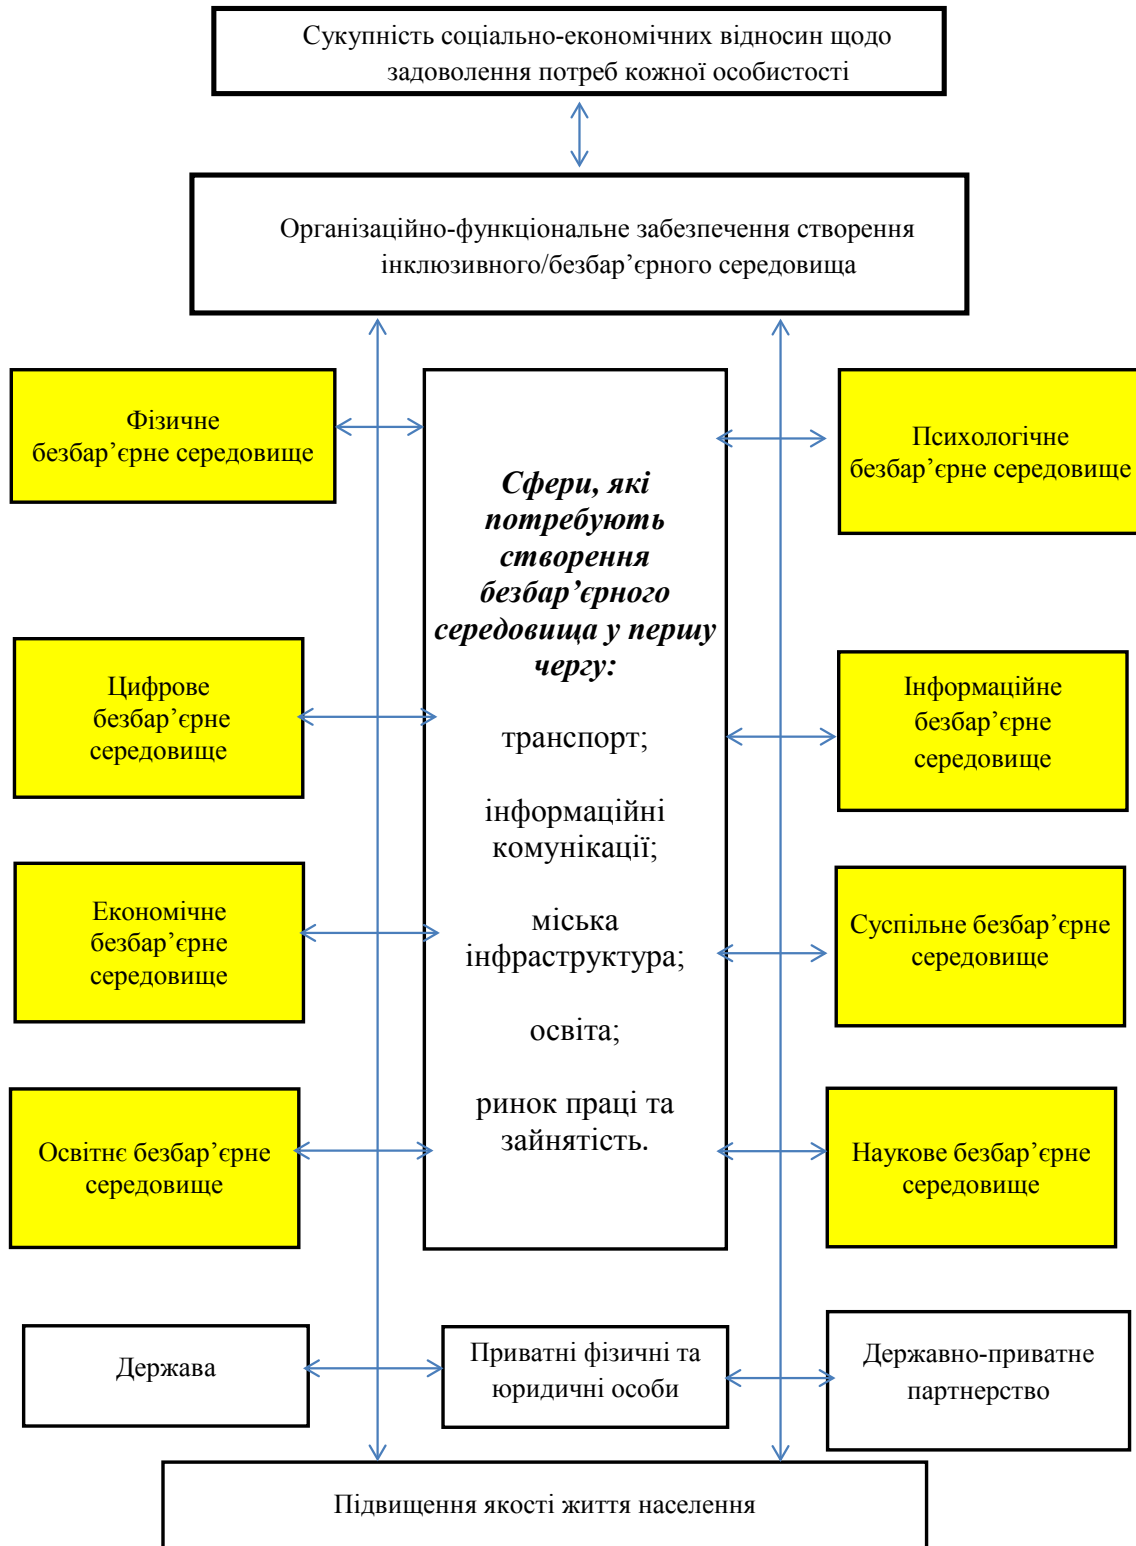 Сукупність соціально-економічних відносин щодо
задоволення потреб кожної особистості
Організаційно-функціональне забезпечення створення
інклюзивного/безбар’єрного середовища
Фізичне
безбар’єрне середовище
Психологічне
безбар’єрне середовище
Сфери, які
потребують
створення
безбар’єрного
середовища у першу
чергу:
транспорт;
інформаційні
комунікації;
міська
інфраструктура;
освіта;
ринок праці та
зайнятість.
Цифрове
безбар’єрне
середовище
Інформаційне
безбар’єрне
середовище
Економічне
безбар’єрне
середовище
Суспільне безбар’єрне
середовище
Освітнє безбар’єрне
середовище
Наукове безбар’єрне
середовище
Держава
Приватні фізичні та
юридичні особи
Державно-приватне
партнерство
Підвищення якості життя населення